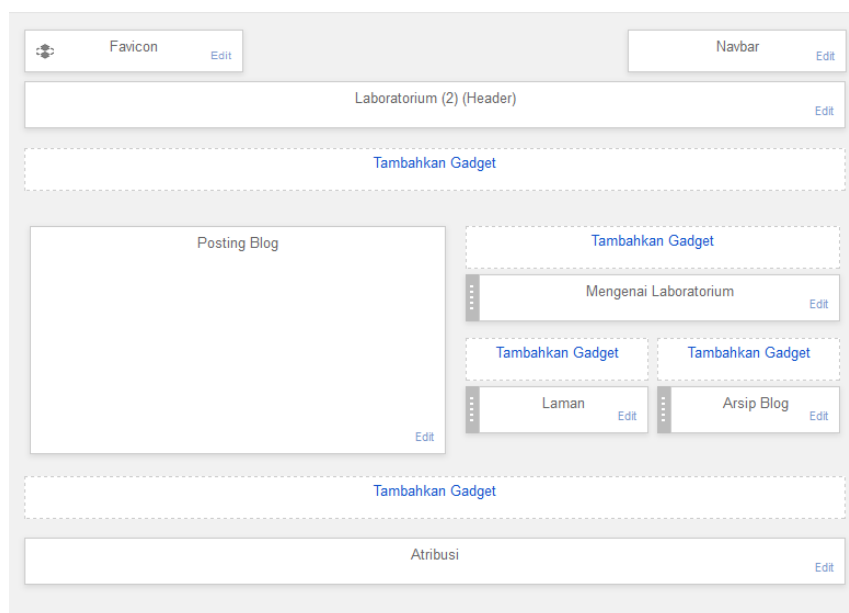 Favicon
Edit
Navbar
Edit
Laboratorium (2) (Header)
Edit
Tambahkan Gadget
Posting Blog
Edit
Tambahkan Gadget
Mengenai Laboratorium
Edit
Tambahkan Gadget
Tambahkan Gadget
Laman
Edit
Arsip Blog
Edit
Tambahkan Gadget
Atribusi
Edit